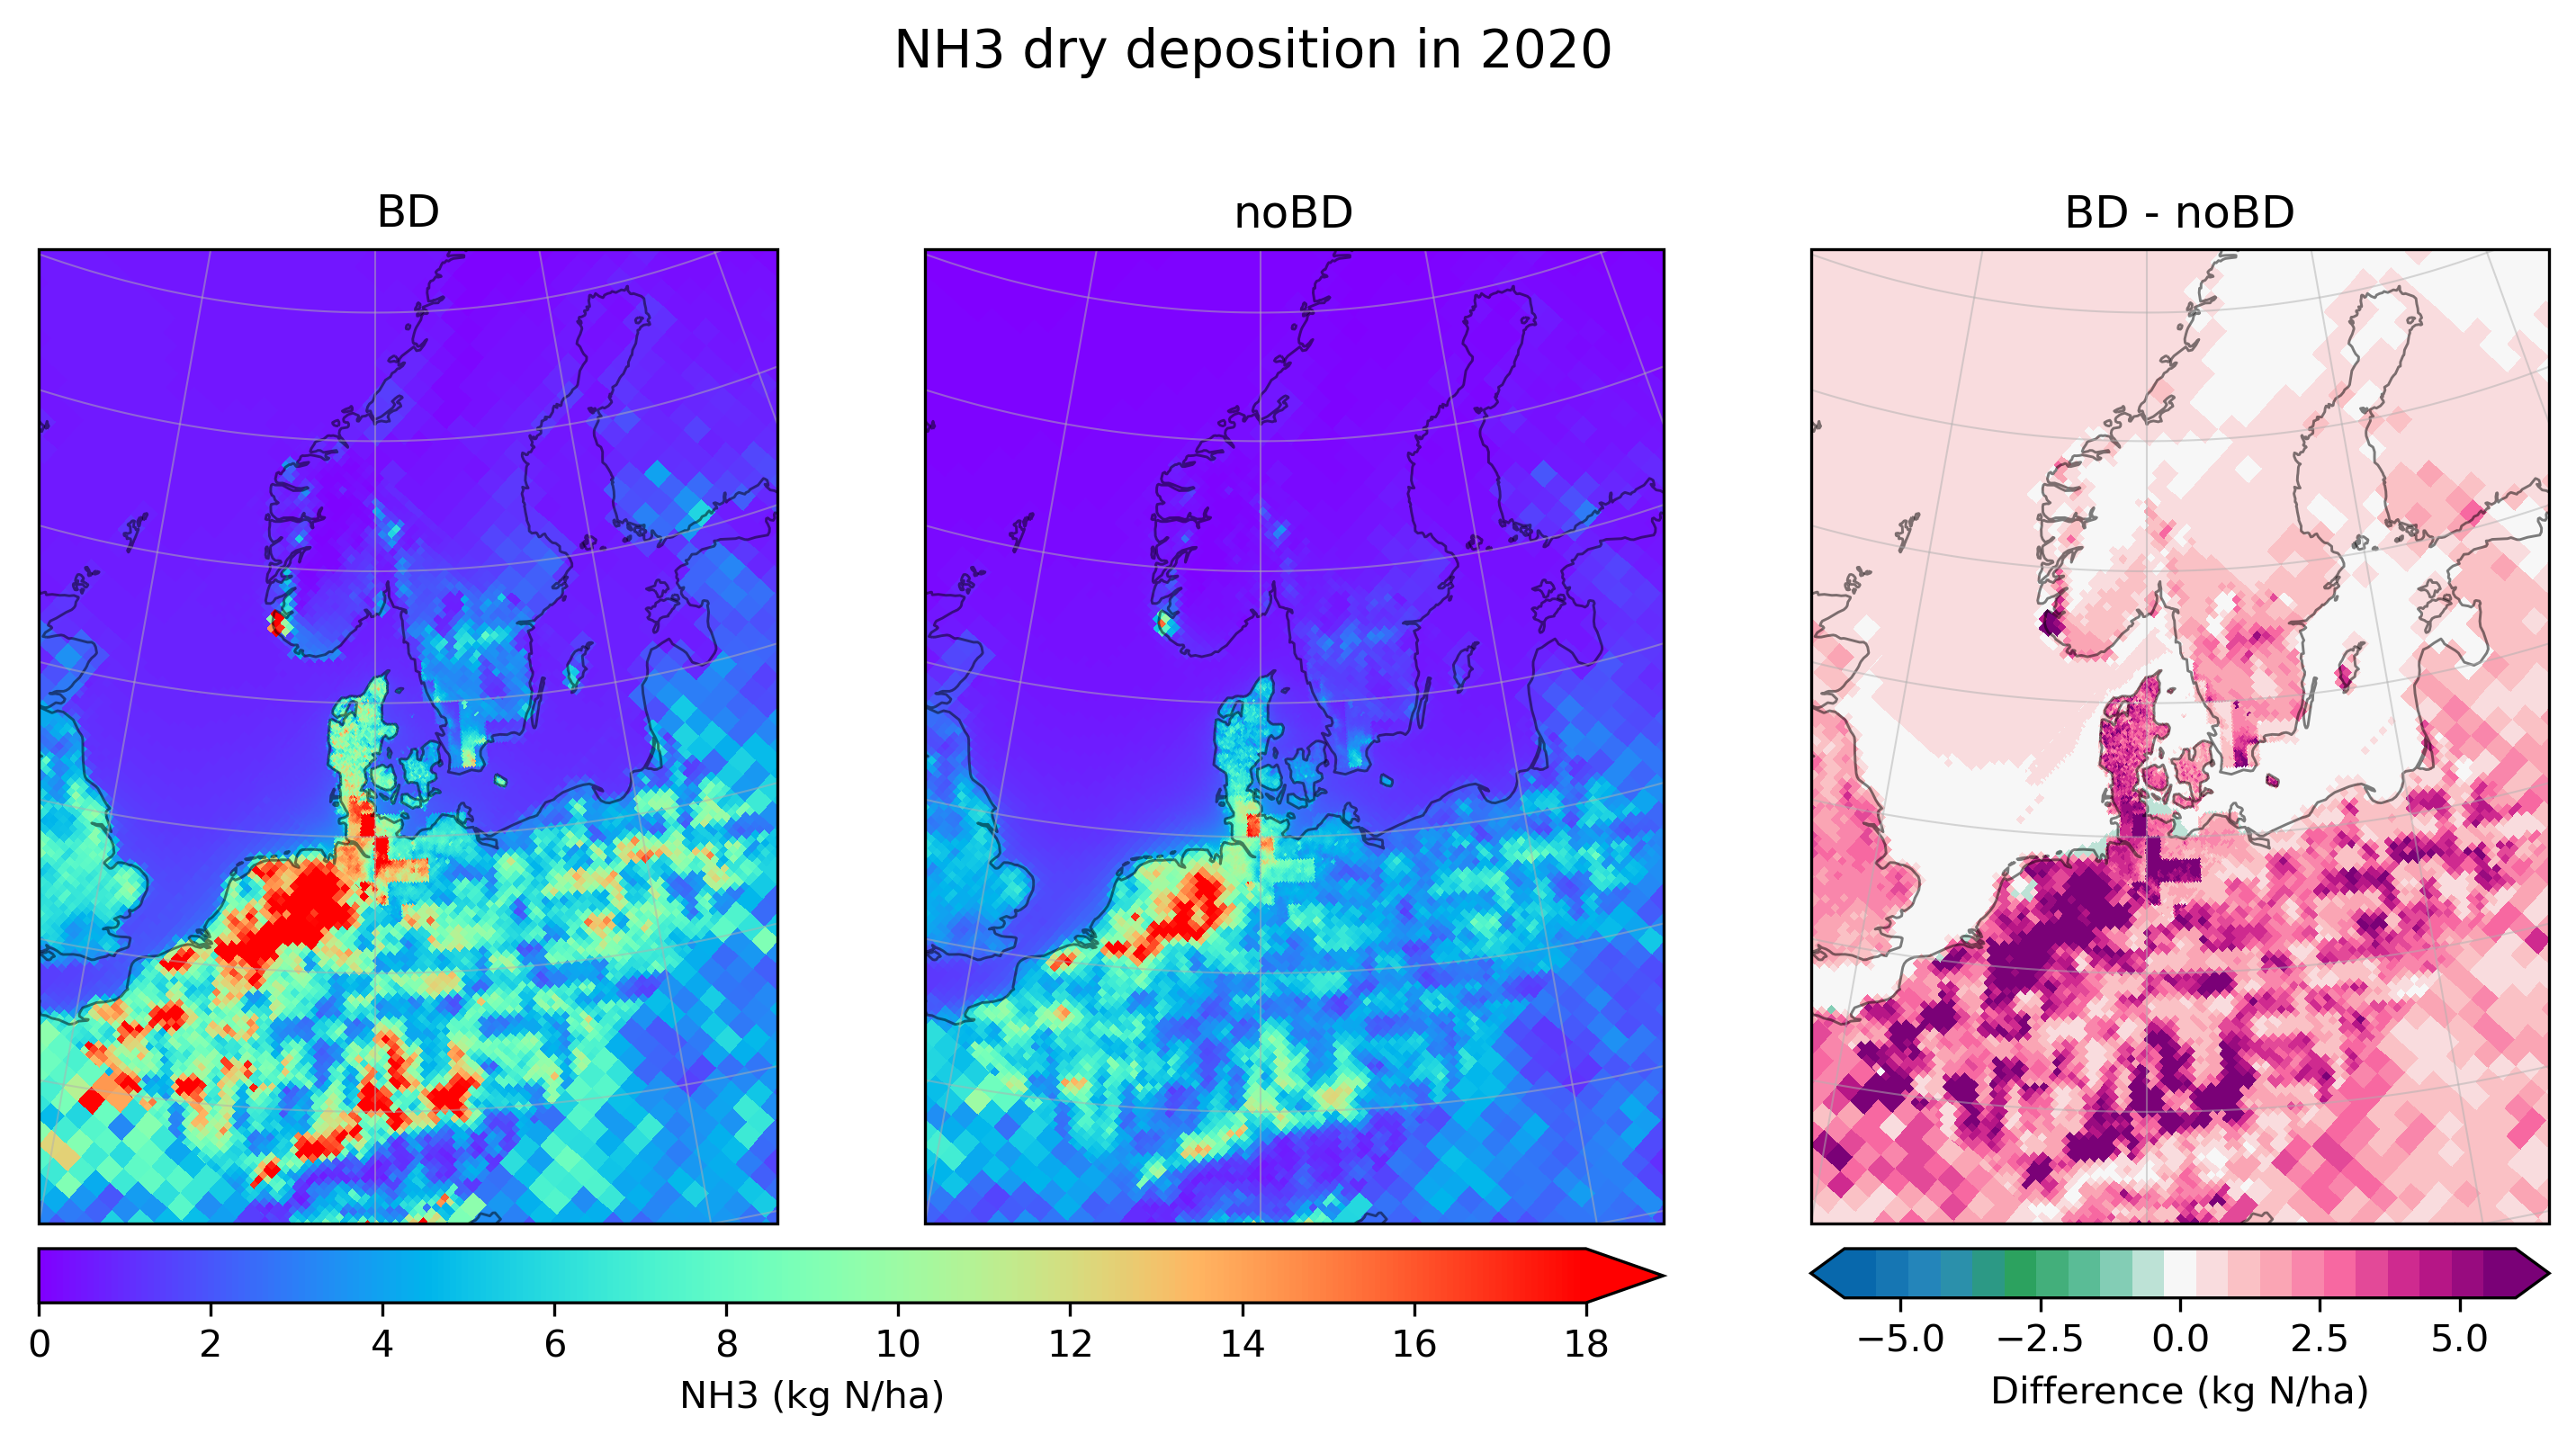 NH3 dry deposition in 2020
BD
noBD
BD - noBD
0 2 4 6 8 10 12 14 16 18
NH3 (kg N/ha)
−5.0 −2.5 0.0 2.5 5.0
Difference (kg N/ha)